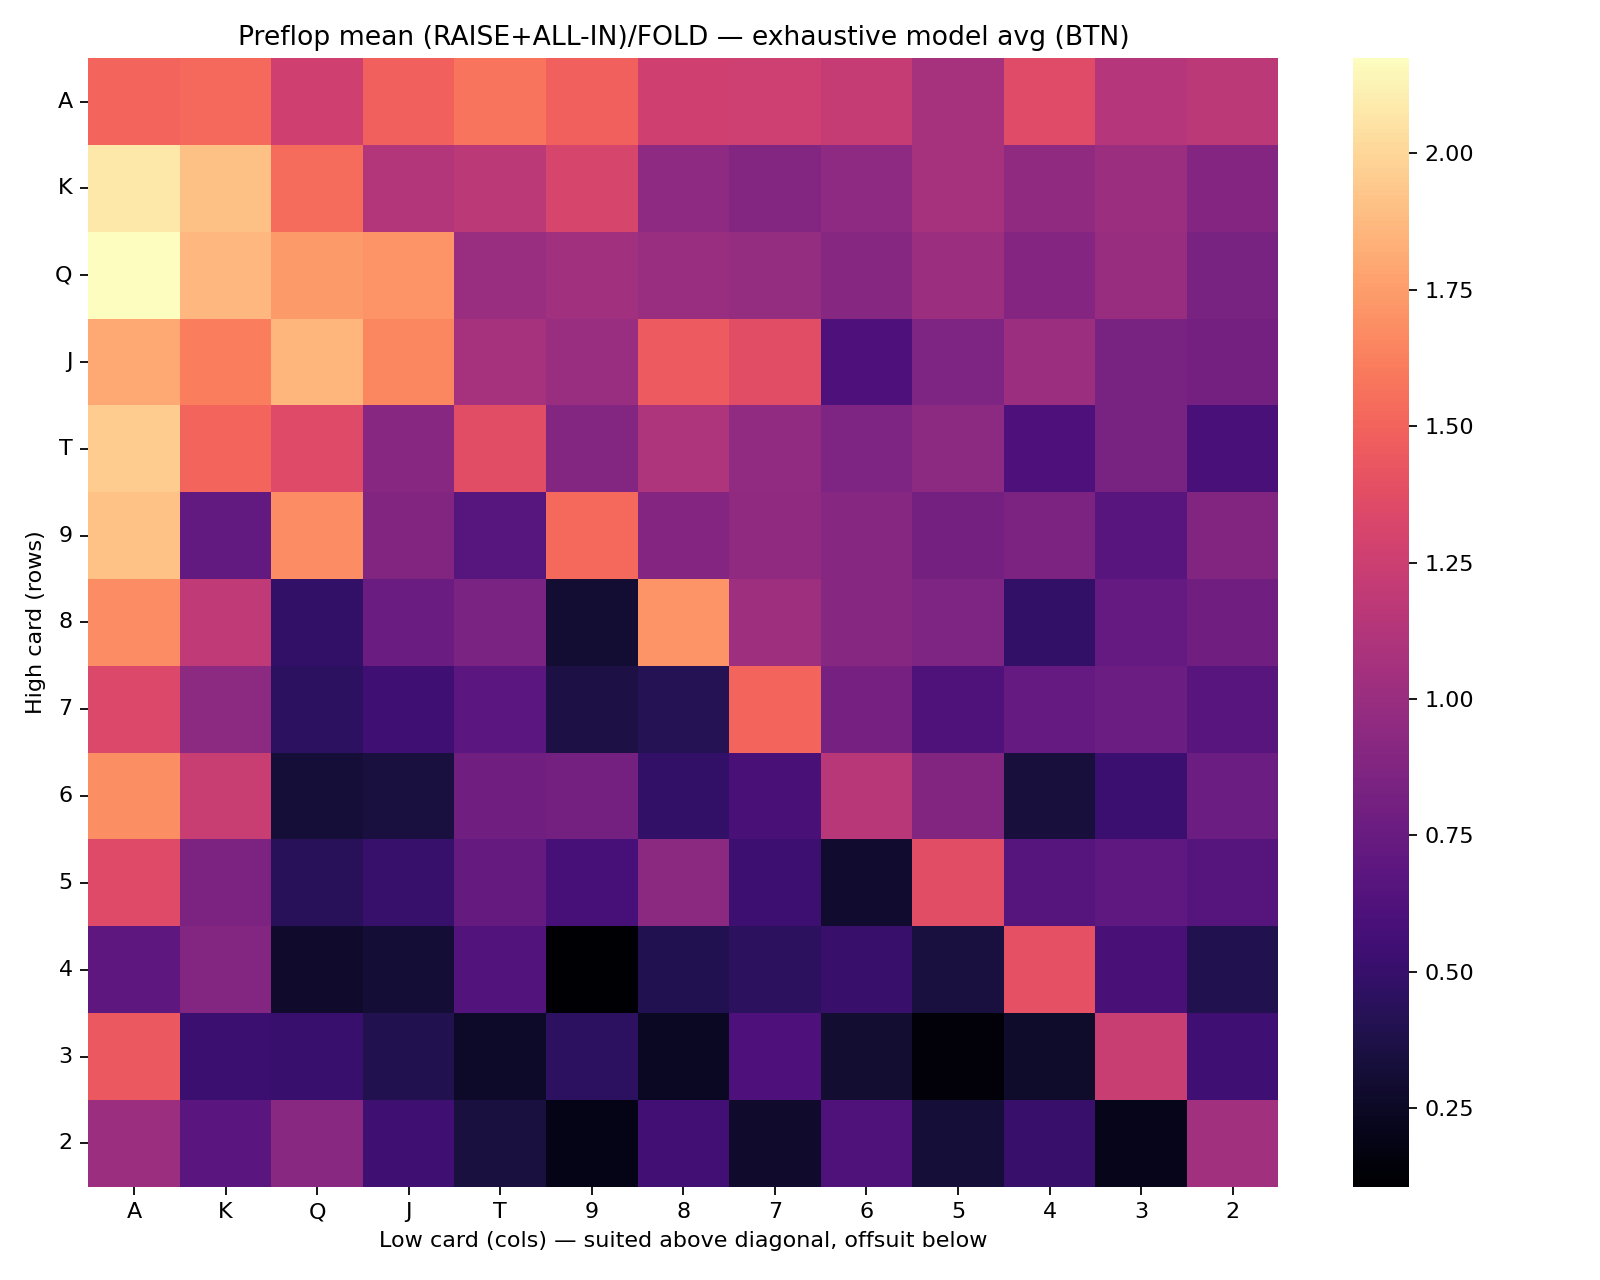 Preflop mean (RAISE+ALL-IN)/FOLD — exhaustive model avg (BTN)
A
K
Q
J
T
9
8
7
6
5
4
3
2
High card (rows)
A K Q J T 9 8 7 6 5 4 3 2
Low card (cols) — suited above diagonal, offsuit below
2.00
1.75
1.50
1.25
1.00
0.75
0.50
0.25